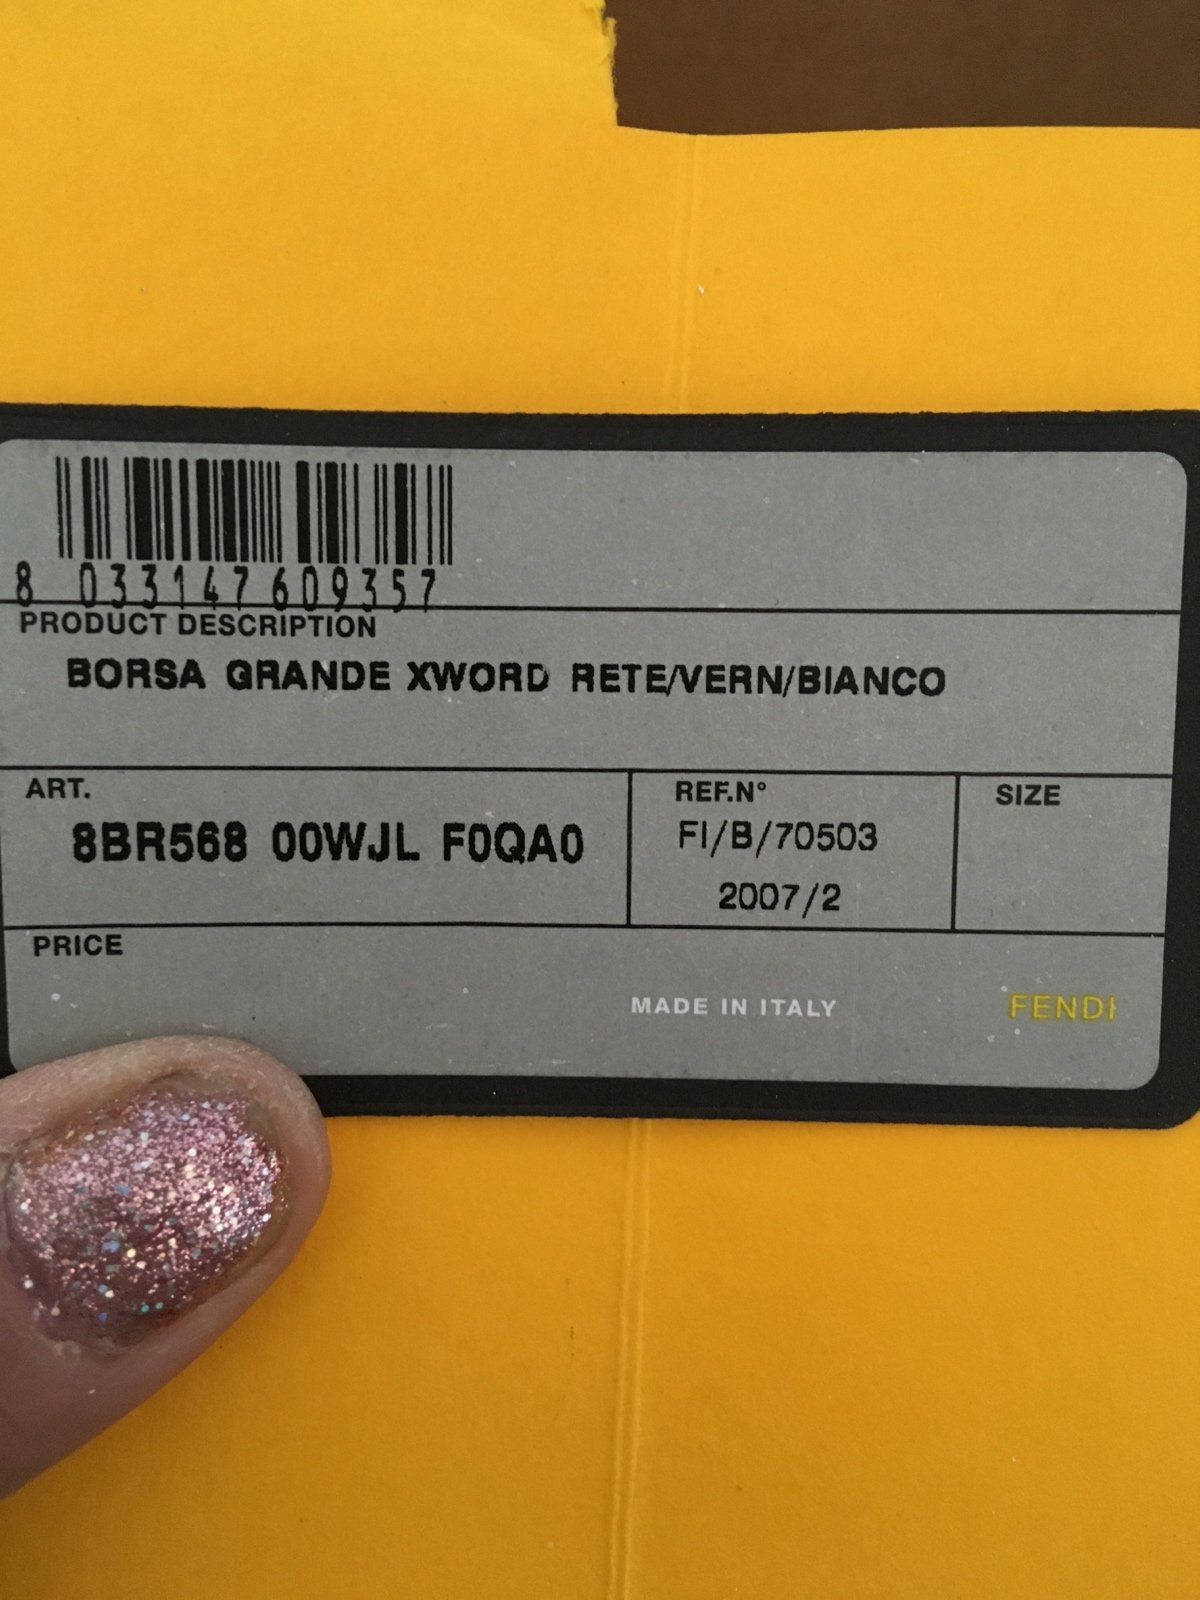 8 033147 609357
PRODUCT DESCRIPTION
BORSA GRANDE XWORD RETE/VERN/BIANCO
ART.
8BR568 00WJL F0QA0
REF.N°
FI/B/70503
2007/2
SIZE
PRICE
MADE IN ITALY
FENDI